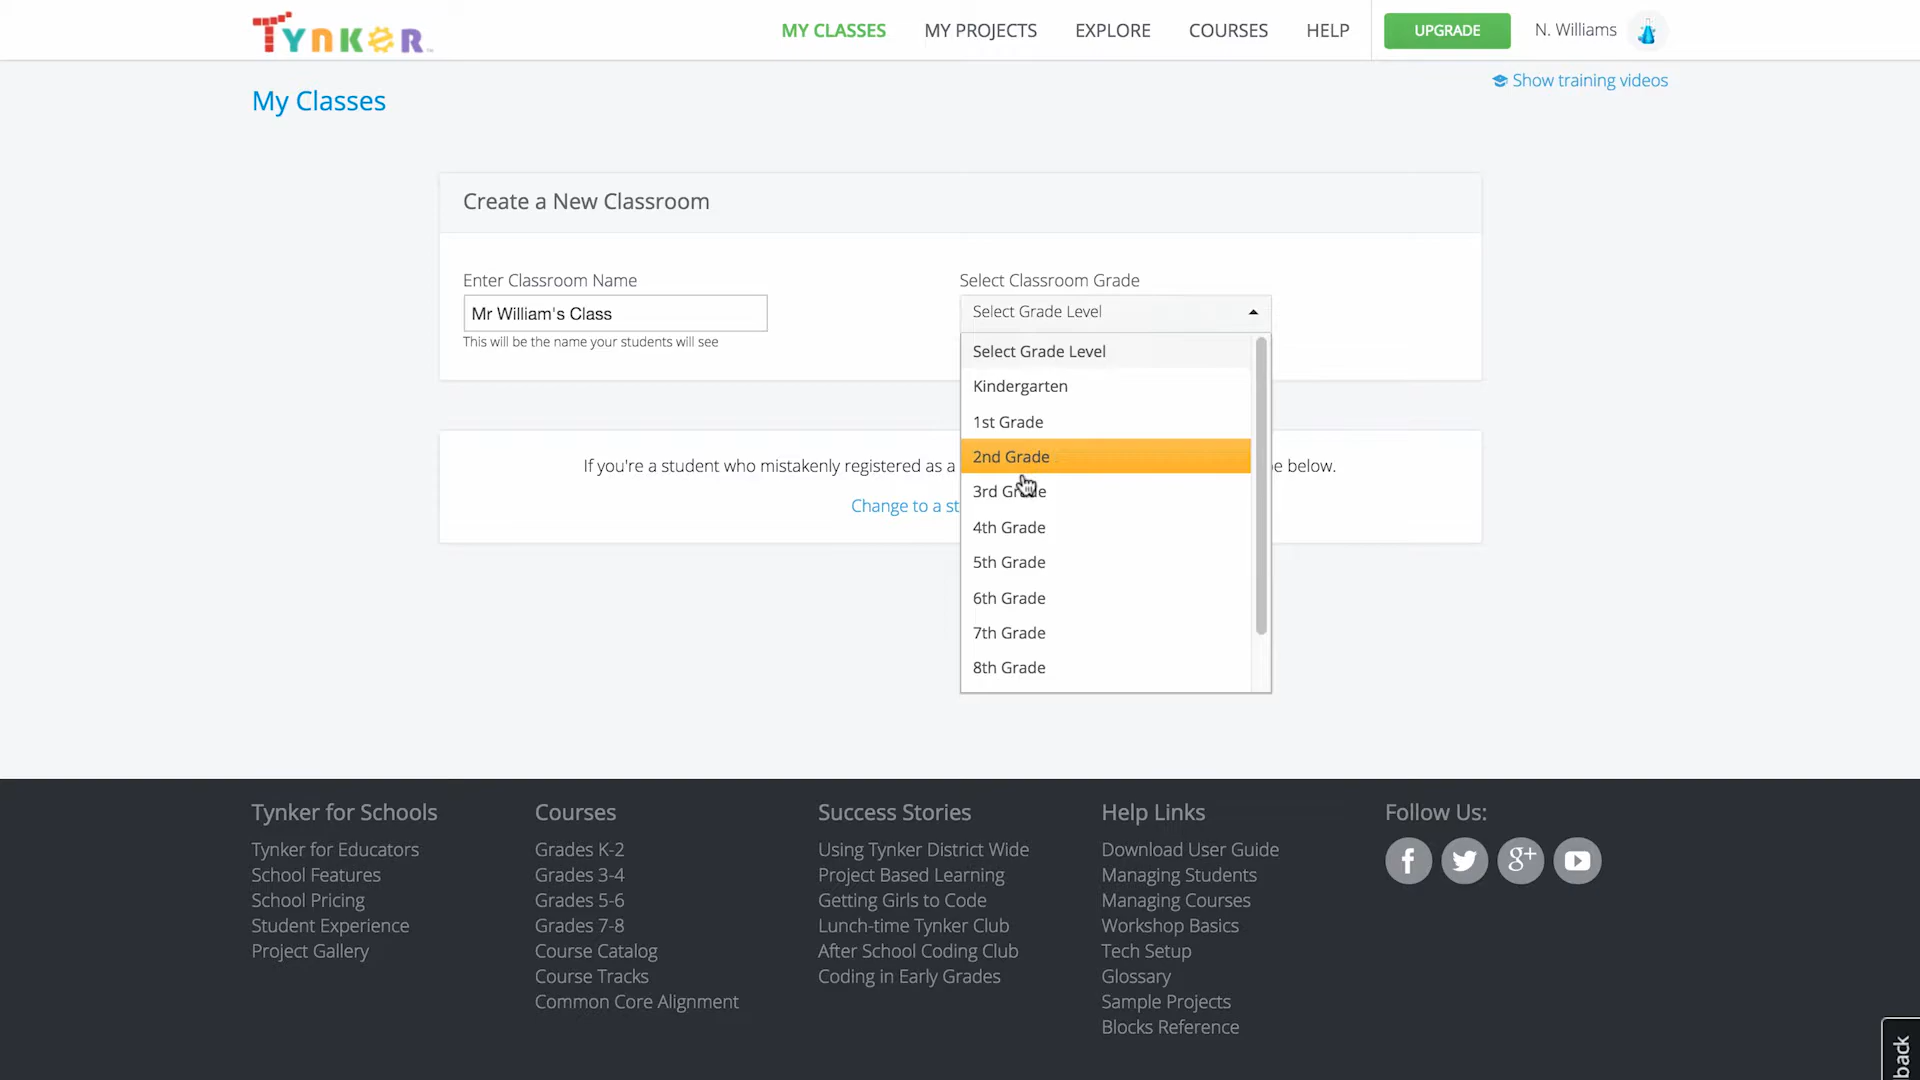 TYNKER
MY CLASSES
MY PROJECTS
EXPLORE
COURSES
HELP
UPGRADE
N. Williams
Show training videos
My Classes
Create a New Classroom
Enter Classroom Name
Mr William's Class
This will be the name your students will see
Select Classroom Grade
Select Grade Level
Select Grade Level
Kindergarten
1st Grade
2nd Grade
3rd Grade
4th Grade
5th Grade
6th Grade
7th Grade
8th Grade
If you're a student who mistakenly registered as a
e below.
Change to a st
Tynker for Schools
Tynker for Educators
School Features
School Pricing
Student Experience
Project Gallery
Courses
Grades K-2
Grades 3-4
Grades 5-6
Grades 7-8
Course Catalog
Course Tracks
Common Core Alignment
Success Stories
Using Tynker District Wide
Project Based Learning
Getting Girls to Code
Lunch-time Tynker Club
After School Coding Club
Coding in Early Grades
Help Links
Download User Guide
Managing Students
Managing Courses
Workshop Basics
Tech Setup
Glossary
Sample Projects
Blocks Reference
Follow Us:
f
g+
back